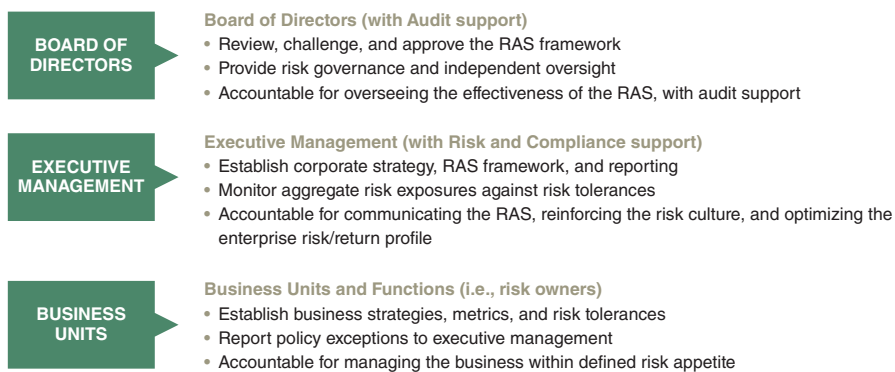 BOARD OF
DIRECTORS
Board of Directors (with Audit support)
• Review, challenge, and approve the RAS framework
• Provide risk governance and independent oversight
• Accountable for overseeing the effectiveness of the RAS, with audit support
EXECUTIVE
MANAGEMENT
Executive Management (with Risk and Compliance support)
• Establish corporate strategy, RAS framework, and reporting
• Monitor aggregate risk exposures against risk tolerances
• Accountable for communicating the RAS, reinforcing the risk culture, and optimizing the
enterprise risk/return profile
BUSINESS
UNITS
Business Units and Functions (i.e., risk owners)
• Establish business strategies, metrics, and risk tolerances
• Report policy exceptions to executive management
• Accountable for managing the business within defined risk appetite